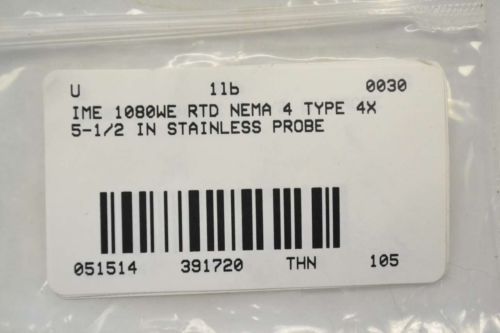 U 1lb 0030
IME 1080WE RTD NEMA 4 TYPE 4X
5-1/2 IN STAINLESS PROBE
051514 391720 THN 105